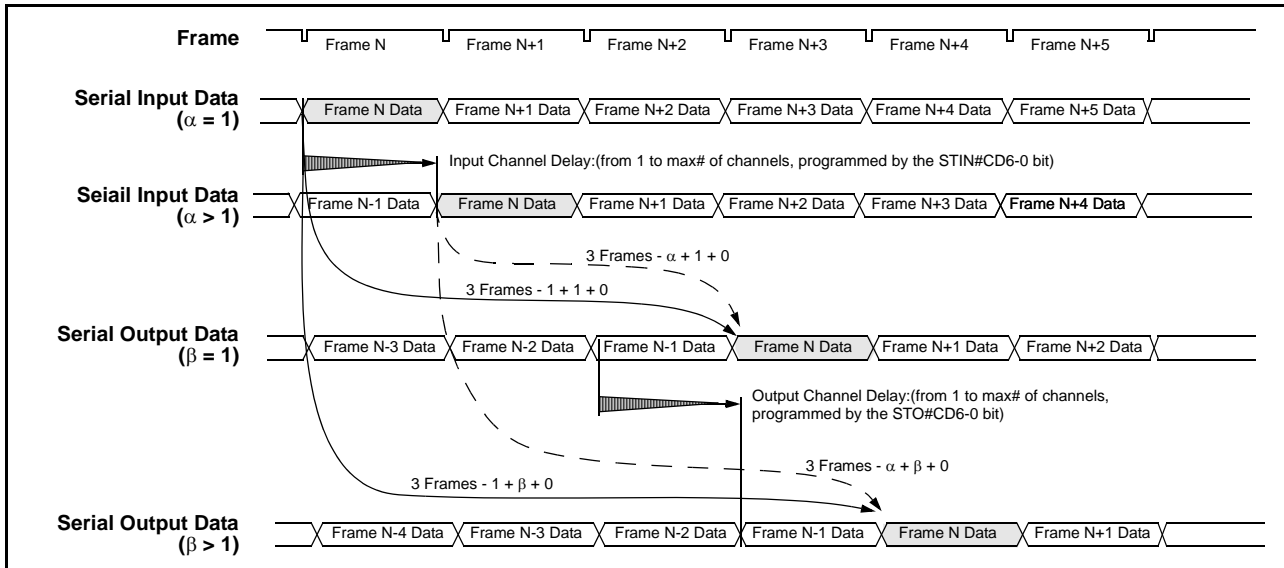 Frame
Frame N
Frame N+1
Frame N+2
Frame N+3
Frame N+4
Frame N+5
Serial Input Data
(α = 1)
Frame N Data
Frame N+1 Data
Frame N+2 Data
Frame N+3 Data
Frame N+4 Data
Frame N+5 Data
Input Channel Delay:(from 1 to max# of channels, programmed by the STIN#CD6-0 bit)
Seiail Input Data
(α > 1)
Frame N-1 Data
Frame N Data
Frame N+1 Data
Frame N+2 Data
Frame N+3 Data
Frame N+4 Data
3 Frames - α + 1 + 0
3 Frames - 1 + 1 + 0
Serial Output Data
(β = 1)
Frame N-3 Data
Frame N-2 Data
Frame N-1 Data
Frame N Data
Frame N+1 Data
Frame N+2 Data
Output Channel Delay:(from 1 to max# of channels,
programmed by the STO#CD6-0 bit)
3 Frames - α + β + 0
3 Frames - 1 + β + 0
Serial Output Data
(β > 1)
Frame N-4 Data
Frame N-3 Data
Frame N-2 Data
Frame N-1 Data
Frame N Data
Frame N+1 Data